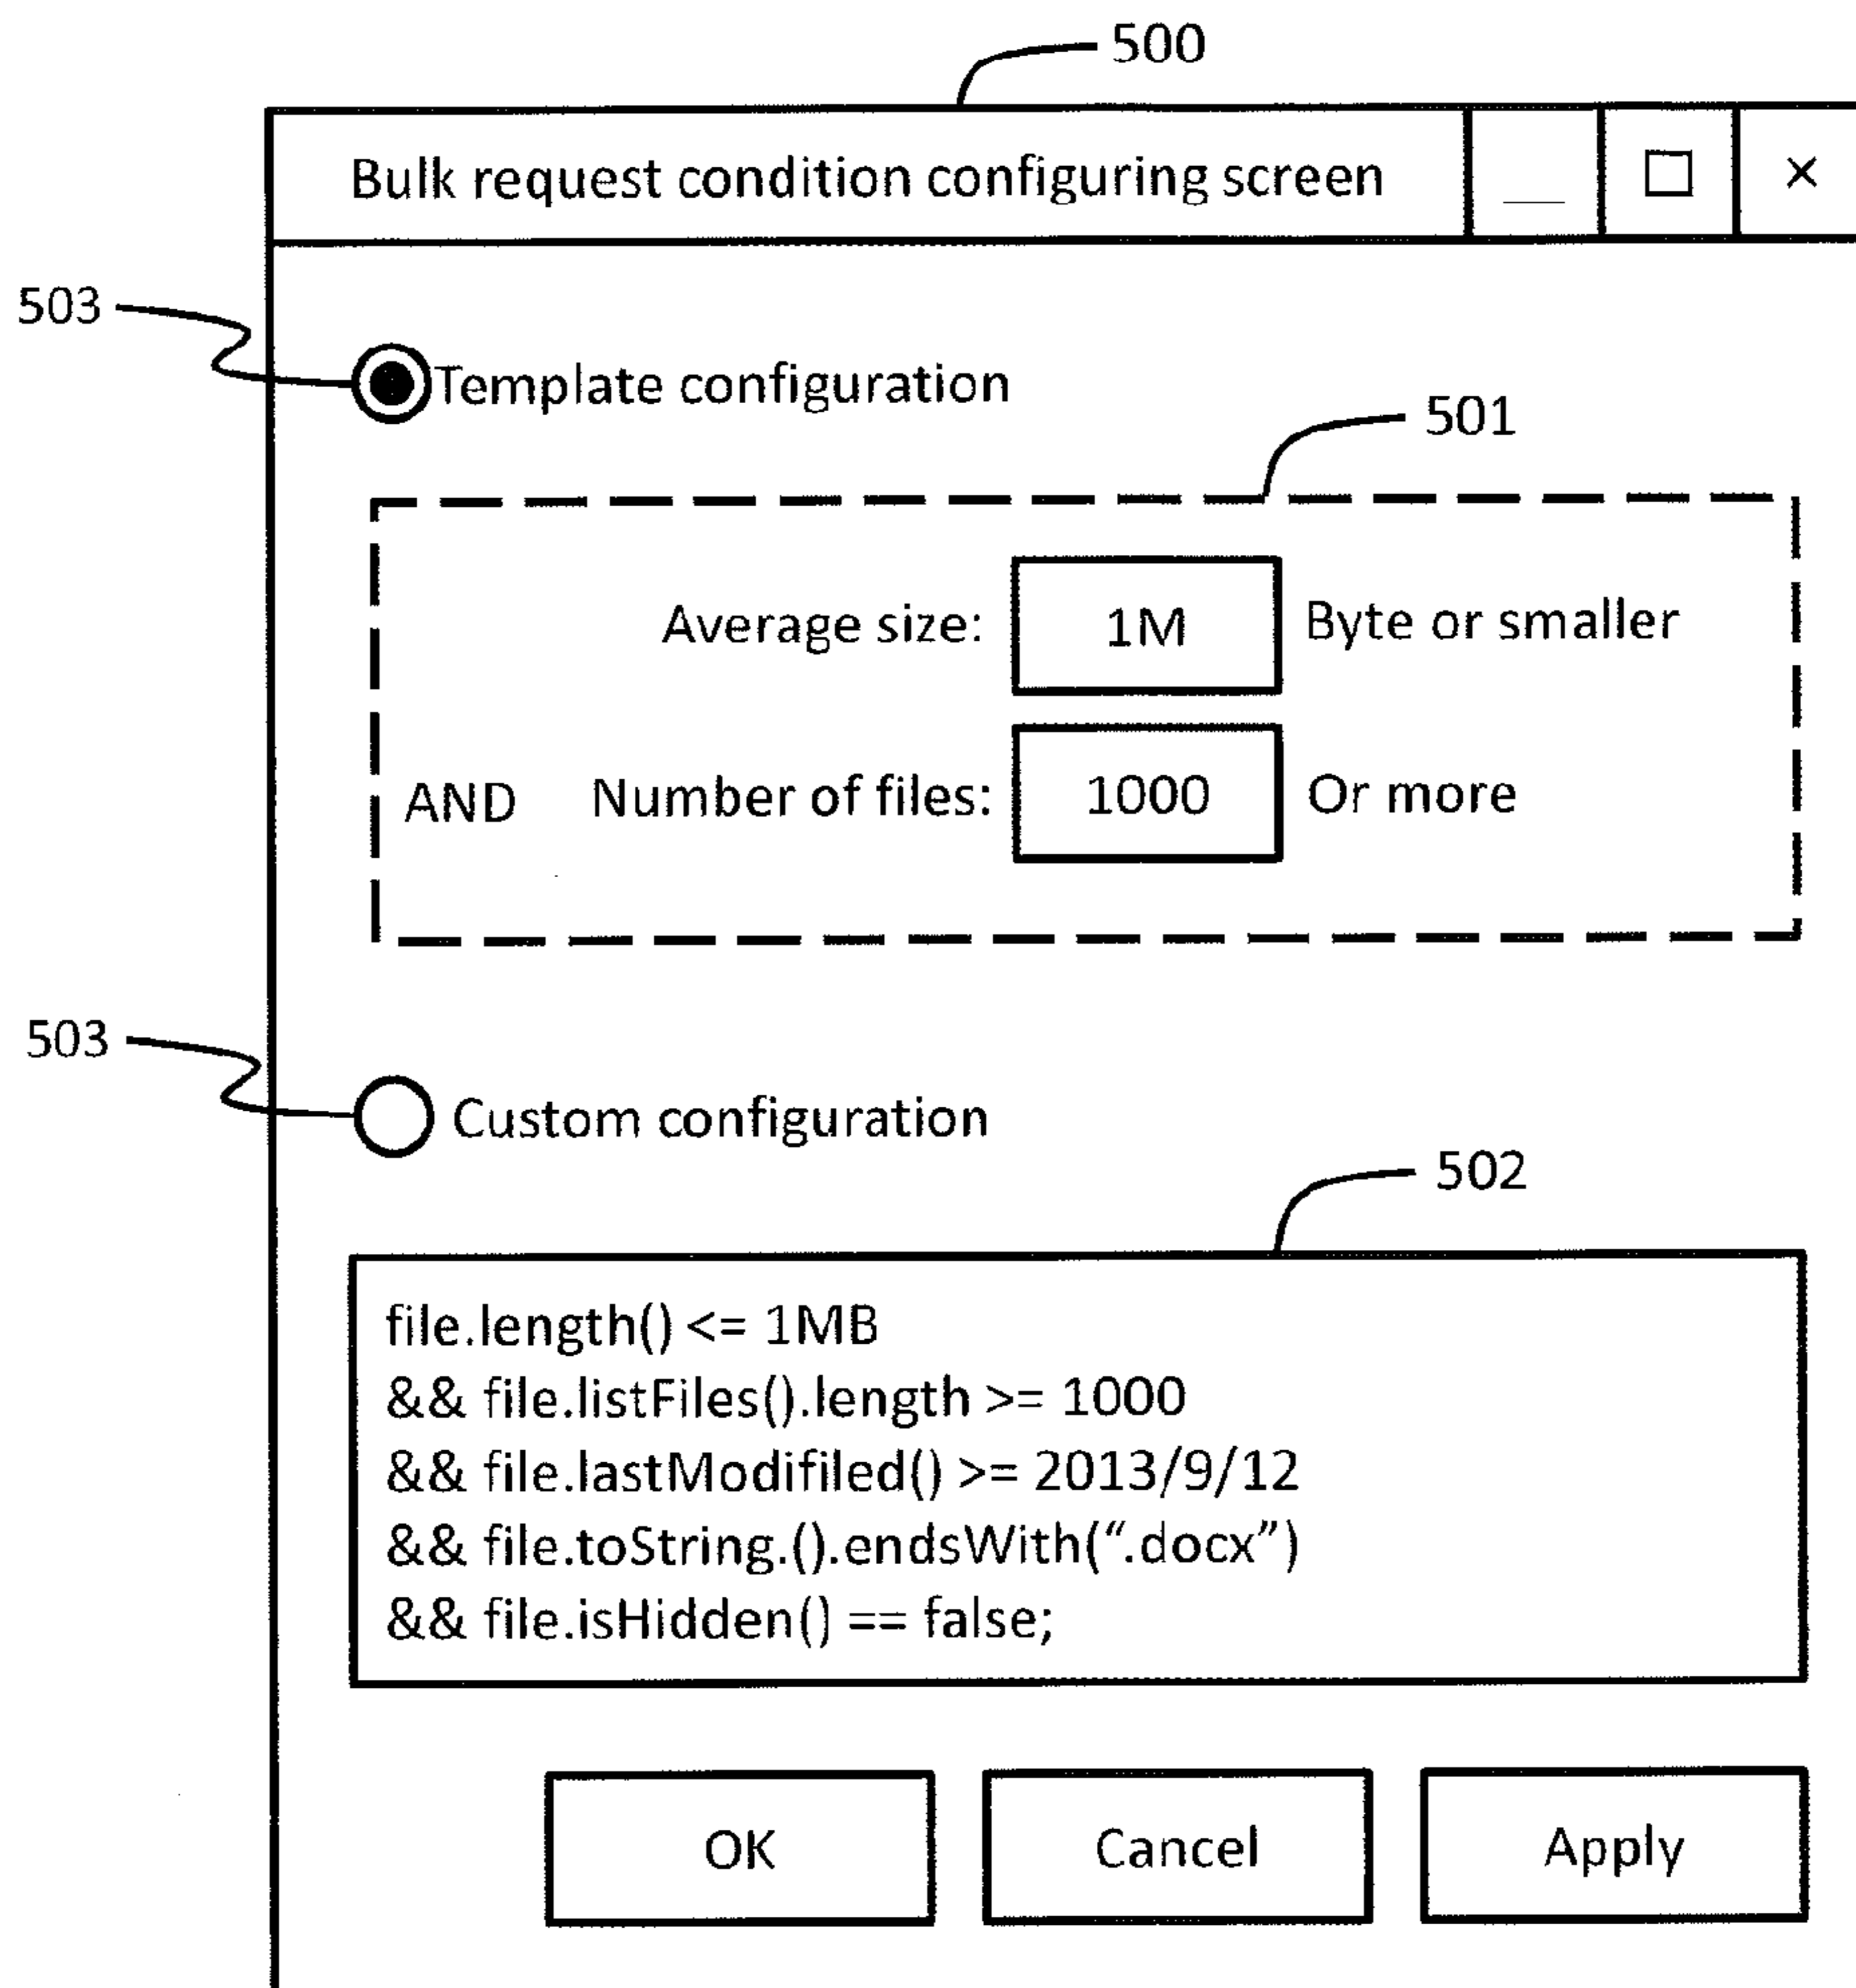 500
Bulk request condition configuring screen _ □ ×
503
Template configuration
501
Average size: 1M Byte or smaller
AND Number of files: 1000 Or more
503
Custom configuration
502
file.length() <= 1MB
&& file.listFiles().length >= 1000
&& file.lastModifiled() >= 2013/9/12
&& file.toString.().endsWith(“.docx”)
&& file.isHidden() == false;
OK Cancel Apply